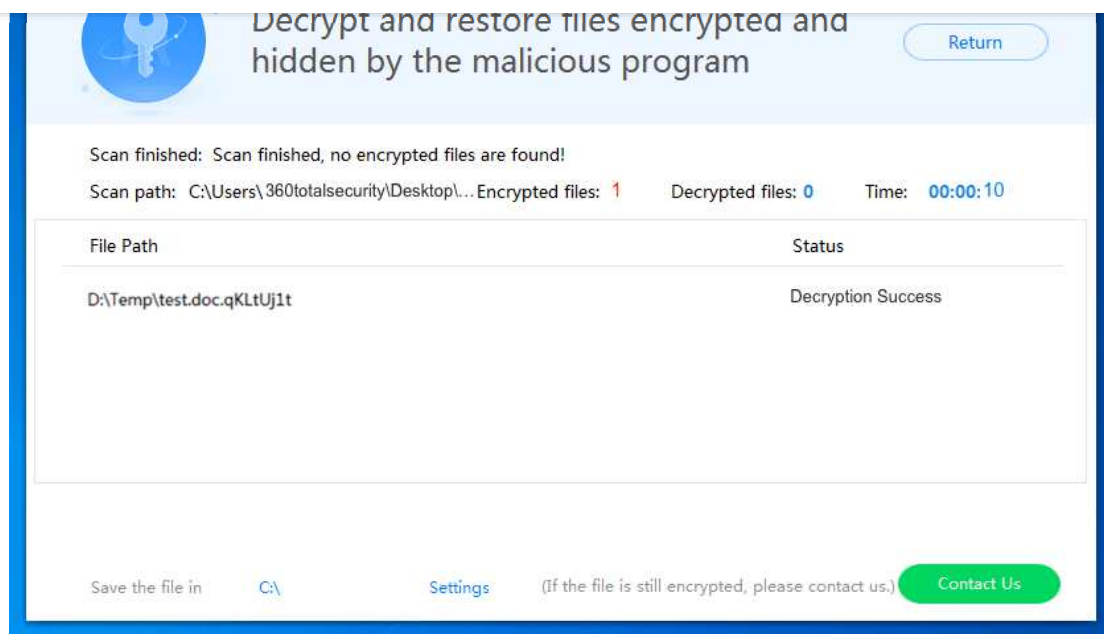 Decrypt and restore files encrypted and
hidden by the malicious program
Return
Scan finished: Scan finished, no encrypted files are found!
Scan path: C:\Users\360totalsecurity\Desktop\... Encrypted files: 1 Decrypted files: 0 Time: 00:00:10
File Path Status
D:\Temp\test.doc.qKLtUj1t Decryption Success
Save the file in C:\ Settings (If the file is still encrypted, please contact us.) Contact Us